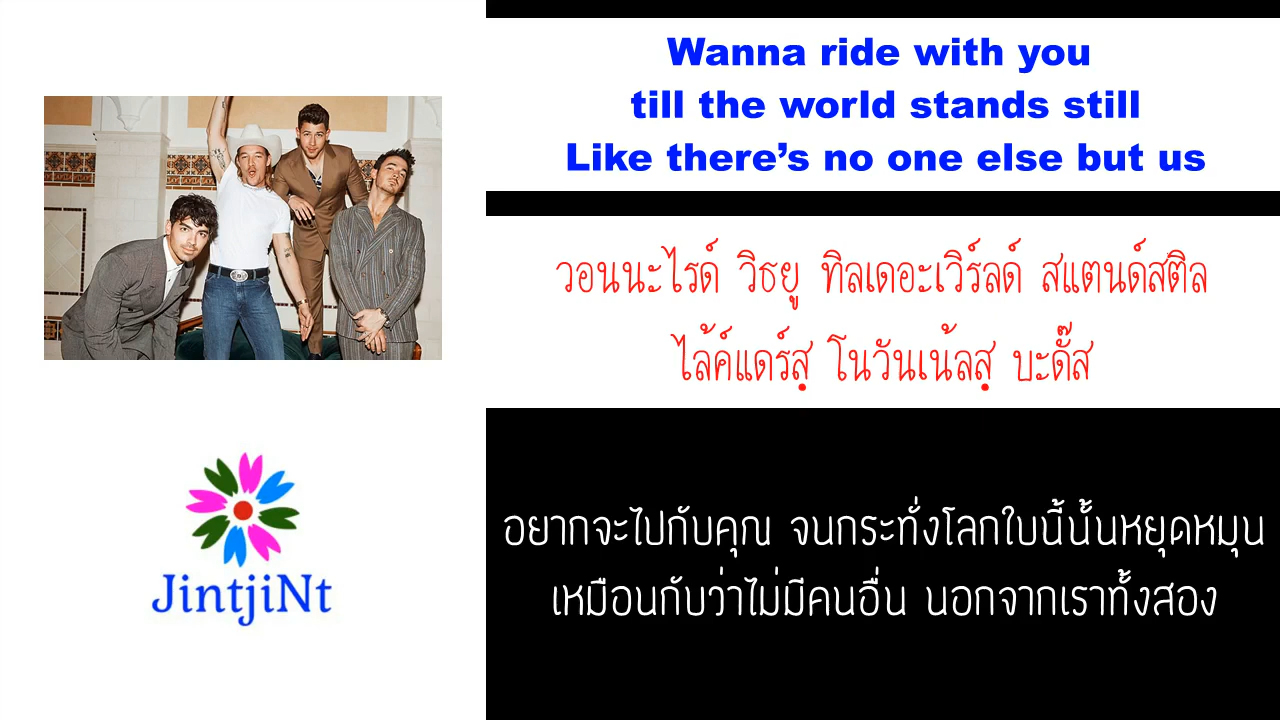 Wanna ride with you
till the world stands still
Like there's no one else but us
วอนนะไรด์ วิธยู ทิลเดอะเวิร์ลด์ สแตนด์สติล
ไล้ค์แดร์สฺ โนวันเน้ลสฺ บะดั๊ส
อยากจะไปกับคุณ จนกระทั่งโลกใบนี้นั้นหยุดหมุน
เหมือนกับว่าไม่มีคนอื่น นอกจากเราทั้งสอง
JintjiNt